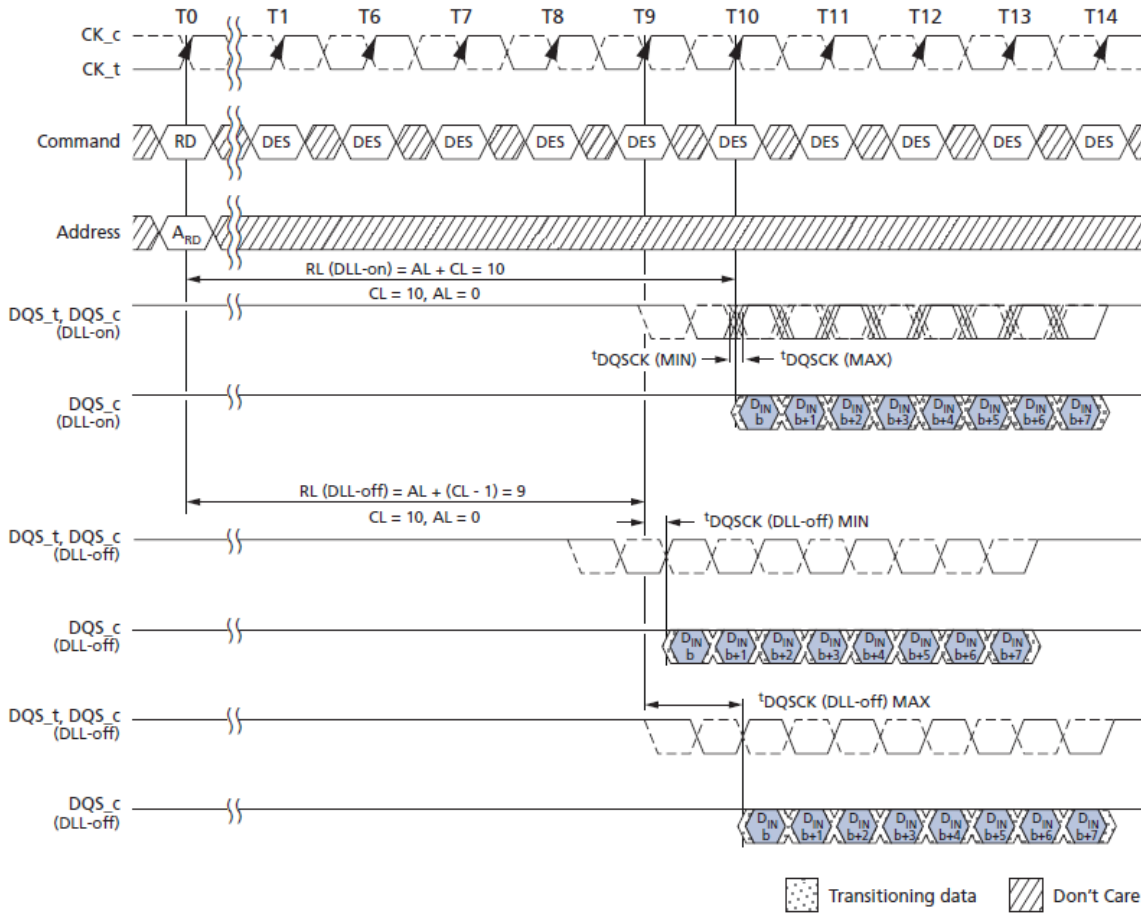 T0 T1 T6 T7 T8 T9 T10 T11 T12 T13 T14
CK_c
CK_t
Command RD DES DES DES DES DES DES DES DES DES DES
Address A_RD
RL (DLL-on) = AL + CL = 10
CL = 10, AL = 0
DQS_t, DQS_c
(DLL-on)
tDQSCK (MIN) tDQSCK (MAX)
DQS_c
(DLL-on)
DIN DIN DIN DIN DIN DIN DIN DIN
b b+1 b+2 b+3 b+4 b+5 b+6 b+7
RL (DLL-off) = AL + (CL - 1) = 9
CL = 10, AL = 0
tDQSCK (DLL-off) MIN
DQS_t, DQS_c
(DLL-off)
DQS_c
(DLL-off)
DIN DIN DIN DIN DIN DIN DIN DIN
b b+1 b+2 b+3 b+4 b+5 b+6 b+7
tDQSCK (DLL-off) MAX
DQS_t, DQS_c
(DLL-off)
DQS_c
(DLL-off)
DIN DIN DIN DIN DIN DIN DIN DIN
b b+1 b+2 b+3 b+4 b+5 b+6 b+7
Transitioning data Don't Care